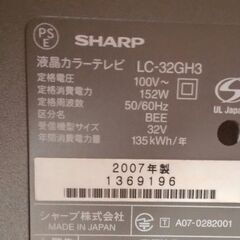 PS
E
SHARP
液晶カラーテレビ LC-32GH3
定格電圧 100V~
定格消費電力 152W
定格周波数 50/60Hz
区分名 BEE
受信機型サイズ 32V
年間消費電力量 135kWh/年
UL Japan
2007年製
1369196
シャープ株式会社
MADE IN JAPAN
A07-0282001